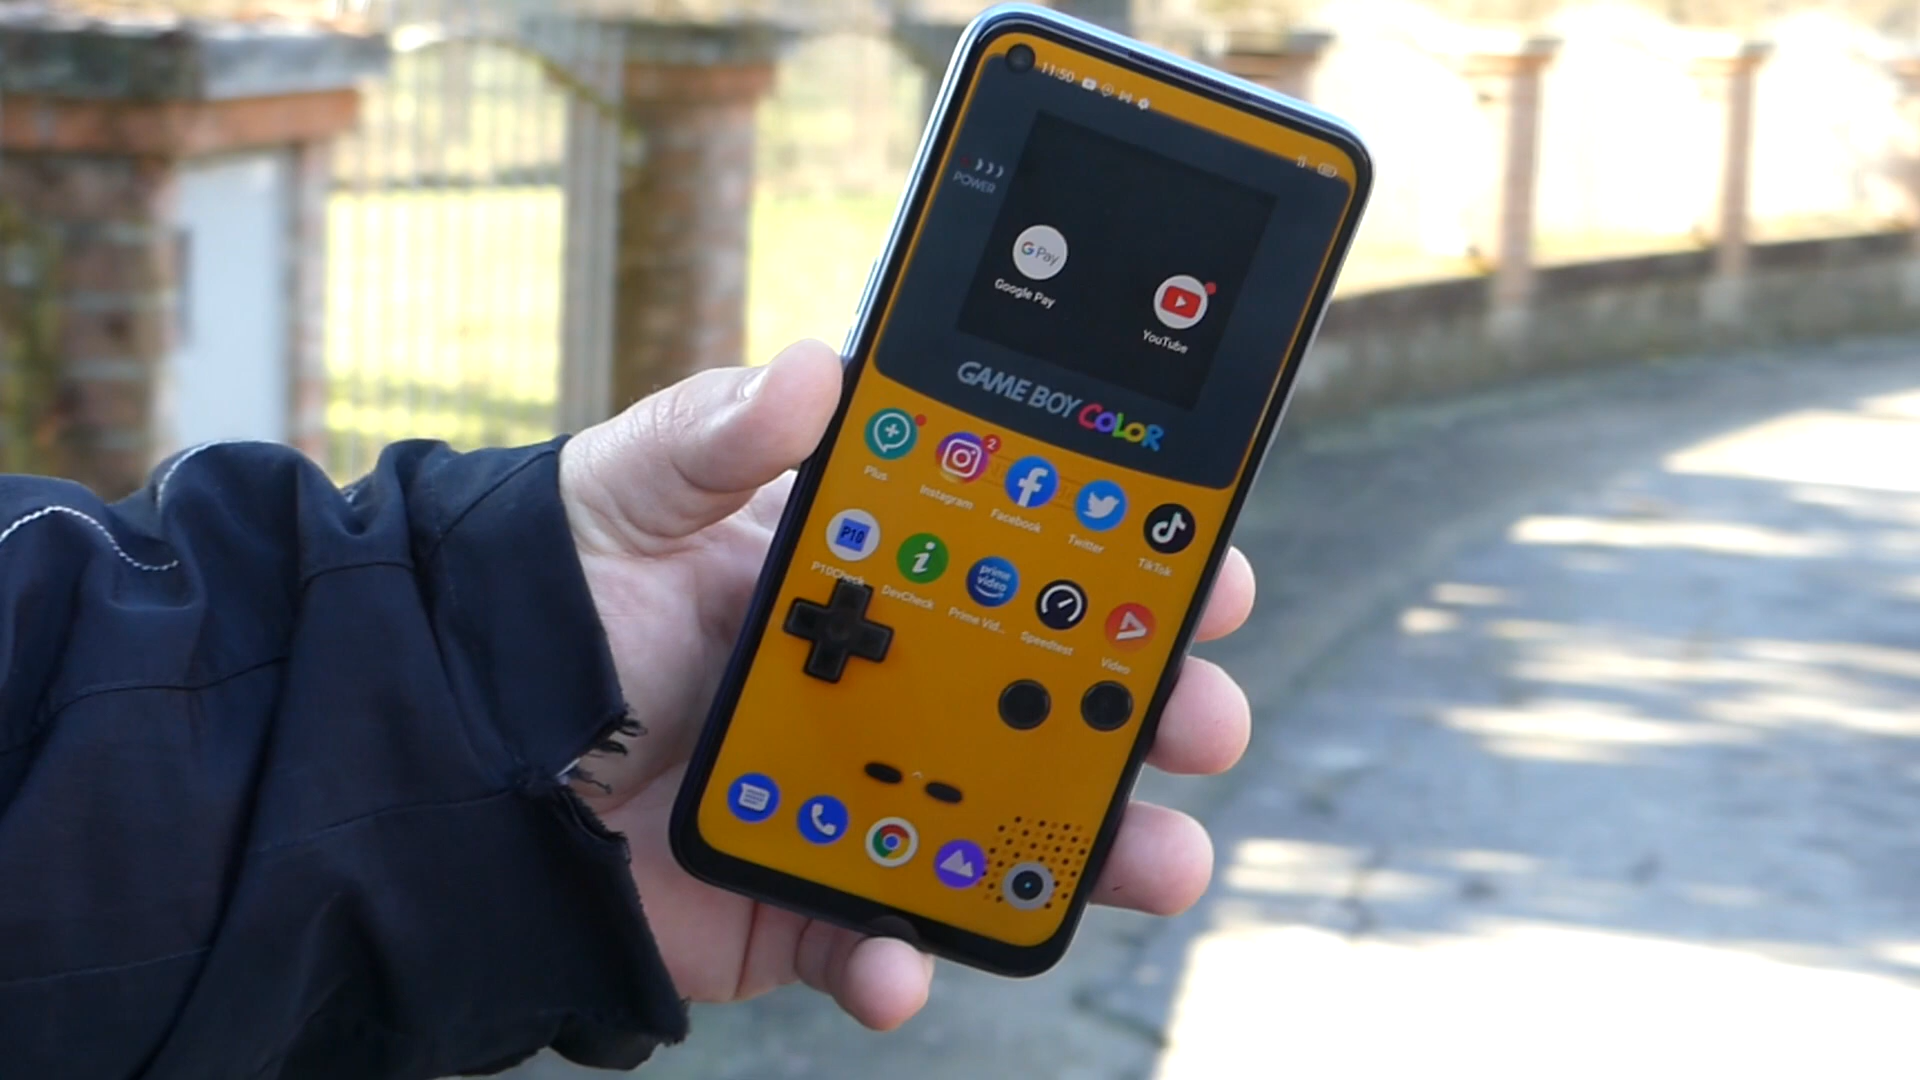 11:50
POWER
G Pay
Google Pay
YouTube
GAME BOY COLOR
2
Plus
Instagram
Facebook
Twitter
TikTok
P10
prime video
P10Check
DevCheck
Prime Vid...
Speedtest
Video